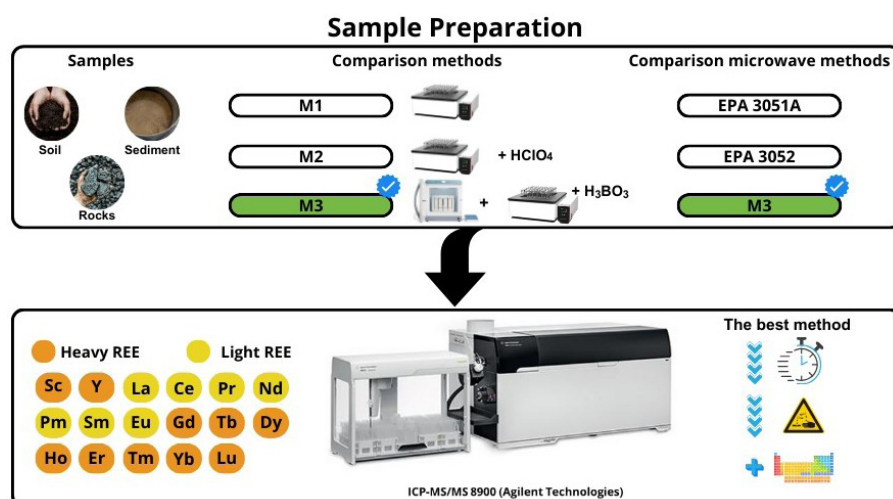 Sample Preparation
Samples
Comparison methods
Comparison microwave methods
Soil
Sediment
Rocks
M1
M2
+ HClO₄
M3
+
+ H₃BO₃
EPA 3051A
EPA 3052
M3
Heavy REE
Light REE
Sc Y La Ce Pr Nd
Pm Sm Eu Gd Tb Dy
Ho Er Tm Yb Lu
ICP-MS/MS 8900 (Agilent Technologies)
The best method